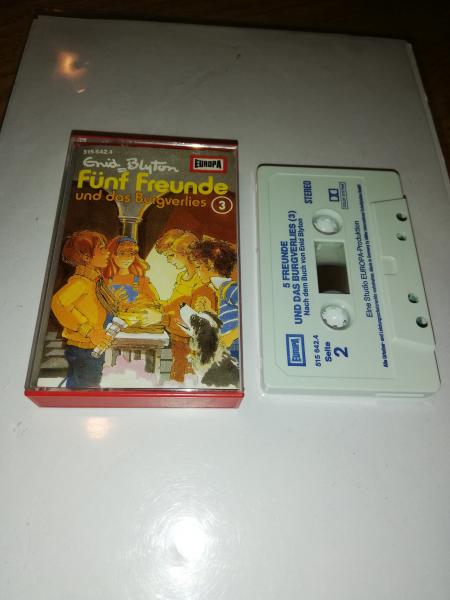 515 642.4
Enid Blyton
EUROPA
Fünf Freunde
und das Burgverlies 3
5 FREUNDE
UND DAS BURGVERLIES (3)
Nach dem Buch von Enid Blyton
STEREO
EUROPA
515 642.4
Seite
2
Eine Studio EUROPA-Produktion